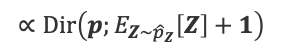 ∝ Dir(𝒑; 𝐸_{𝒁~p̂_𝒁}[𝒁] + 𝟏)